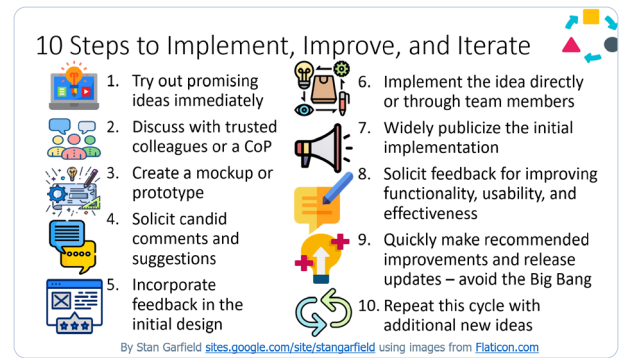 10 Steps to Implement, Improve, and Iterate
1. Try out promising
ideas immediately
2. Discuss with trusted
colleagues or a CoP
3. Create a mockup or
prototype
4. Solicit candid
comments and
suggestions
5. Incorporate
feedback in the
initial design
6. Implement the idea directly
or through team members
7. Widely publicize the initial
implementation
8. Solicit feedback for improving
functionality, usability, and
effectiveness
9. Quickly make recommended
improvements and release
updates – avoid the Big Bang
10. Repeat this cycle with
additional new ideas
By Stan Garfield sites.google.com/site/stangarfield using images from Flaticon.com